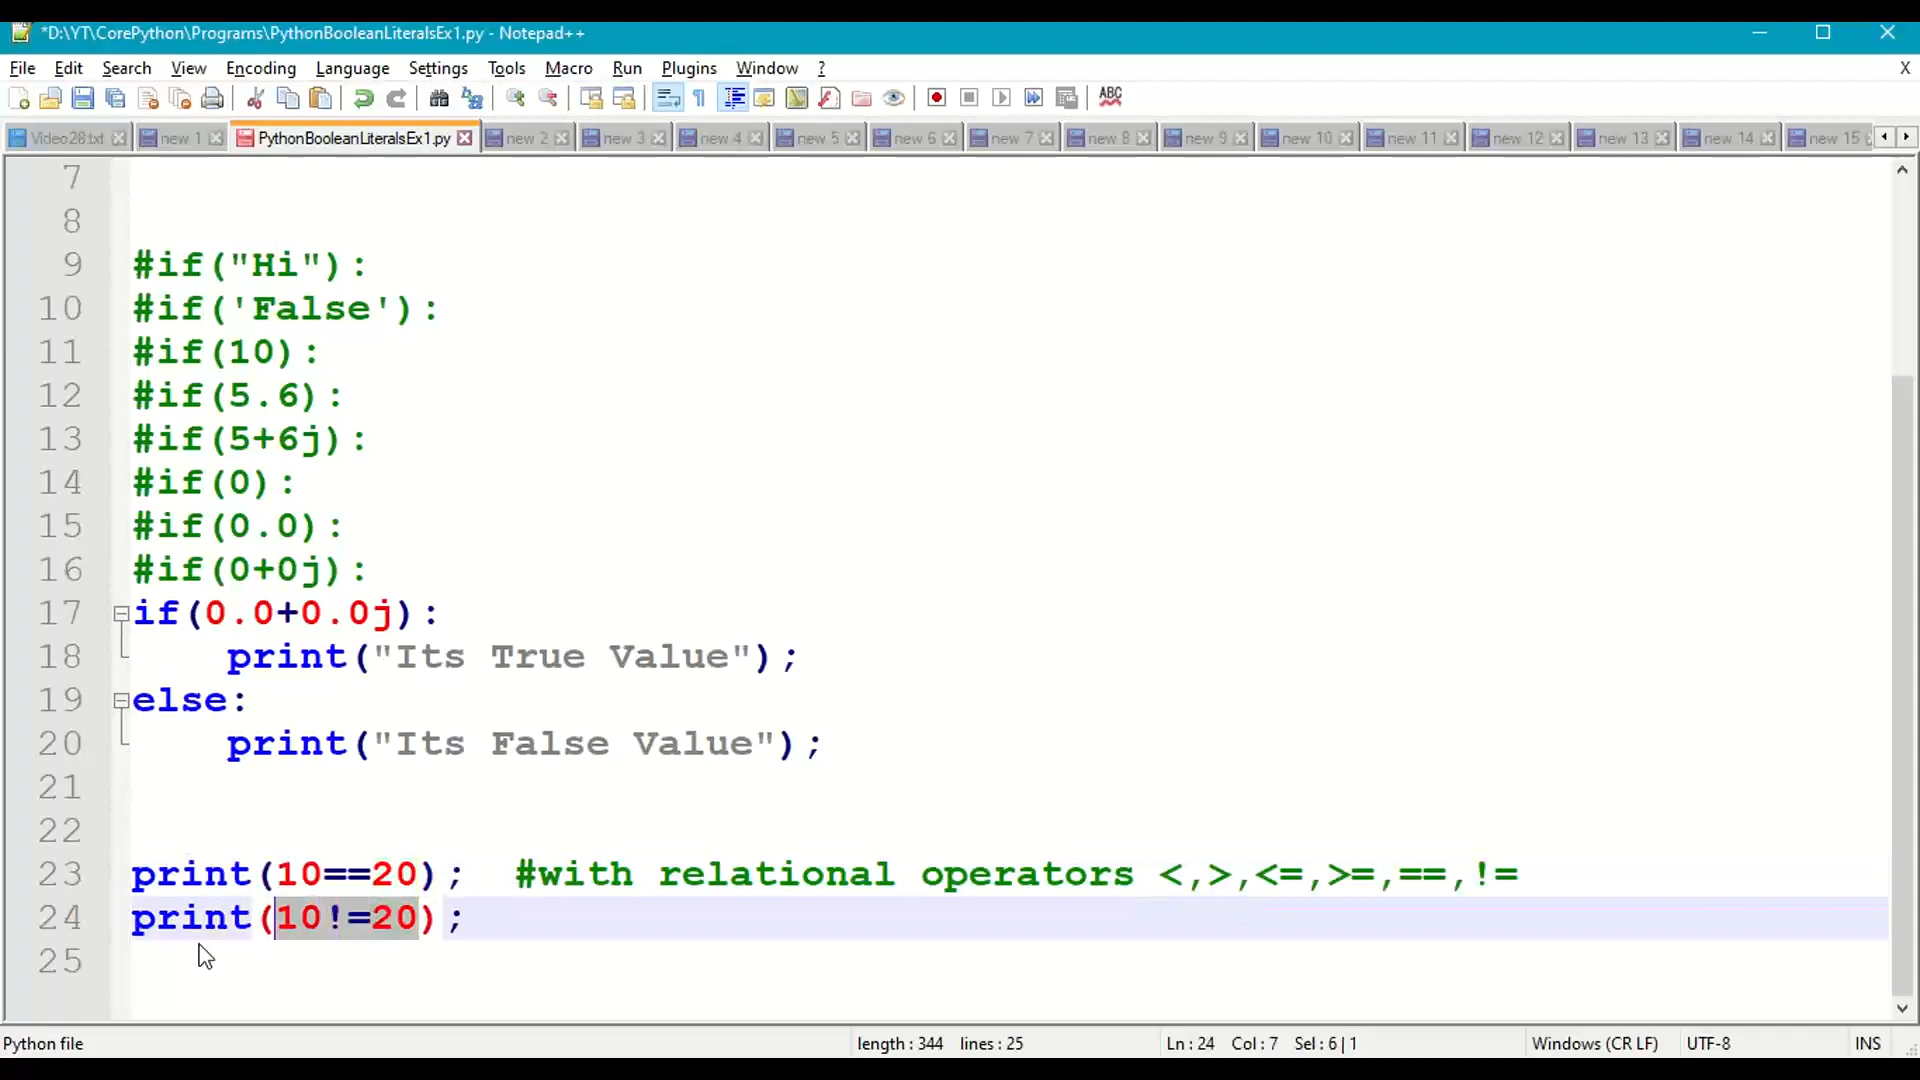 *D:\YT\CorePython\Programs\PythonBooleanLiteralsEx1.py - Notepad++
File Edit Search View Encoding Language Settings Tools Macro Run Plugins Window ? X
Video28.txt new 1 PythonBooleanLiteralsEx1.py new 2 new 3 new 4 new 5 new 6 new 7 new 8 new 9 new 10 new 11 new 12 new 13 new 14 new 15
7
8
9 #if("Hi"):
10 #if('False'):
11 #if(10):
12 #if(5.6):
13 #if(5+6j):
14 #if(0):
15 #if(0.0):
16 #if(0+0j):
17 if(0.0+0.0j):
18 print("Its True Value");
19 else:
20 print("Its False Value");
21
22
23 print(10==20); #with relational operators <,>,<=,>=,==,!=
24 print(10!=20);
25
Python file length : 344 lines : 25 Ln : 24 Col : 7 Sel : 6 | 1 Windows (CR LF) UTF-8 INS